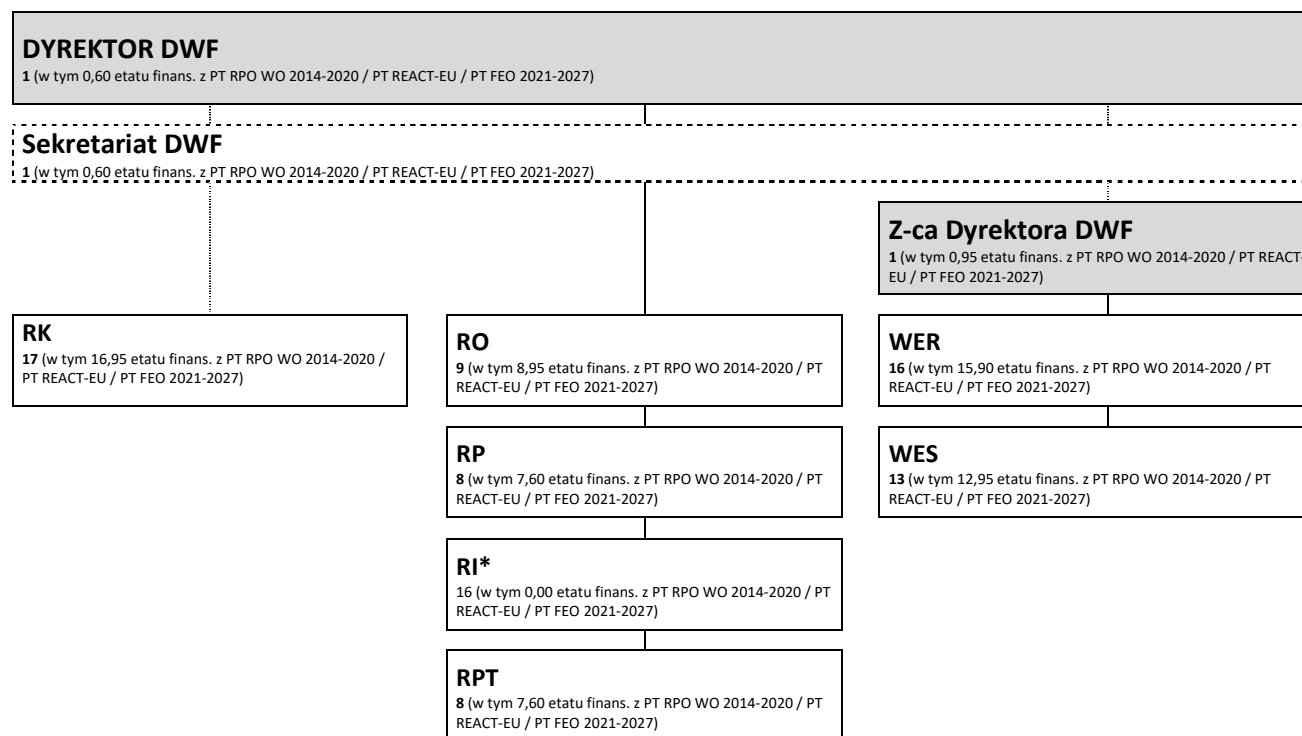 DYREKTOR DWF
1 (w tym 0,60 etatu finans. z PT RPO WO 2014-2020 / PT REACT-EU / PT FEO 2021-2027)
Sekretariat DWF
1 (w tym 0,60 etatu finans. z PT RPO WO 2014-2020 / PT REACT-EU / PT FEO 2021-2027)
Z-ca Dyrektora DWF
1 (w tym 0,95 etatu finans. z PT RPO WO 2014-2020 / PT REACT-
EU / PT FEO 2021-2027)
RK
17 (w tym 16,95 etatu finans. z PT RPO WO 2014-2020 /
PT REACT-EU / PT FEO 2021-2027)
RO
9 (w tym 8,95 etatu finans. z PT RPO WO 2014-2020 / PT
REACT-EU / PT FEO 2021-2027)
WER
16 (w tym 15,90 etatu finans. z PT RPO WO 2014-2020 / PT
REACT-EU / PT FEO 2021-2027)
RP
8 (w tym 7,60 etatu finans. z PT RPO WO 2014-2020 / PT
REACT-EU / PT FEO 2021-2027)
WES
13 (w tym 12,95 etatu finans. z PT RPO WO 2014-2020 / PT
REACT-EU / PT FEO 2021-2027)
RI*
16 (w tym 0,00 etatu finans. z PT RPO WO 2014-2020 / PT
REACT-EU / PT FEO 2021-2027)
RPT
8 (w tym 7,60 etatu finans. z PT RPO WO 2014-2020 / PT
REACT-EU / PT FEO 2021-2027)